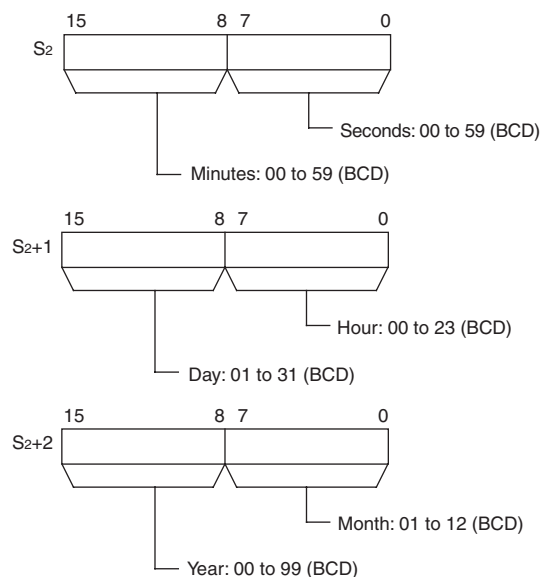 15 8 7 0
S2
Seconds: 00 to 59 (BCD)
Minutes: 00 to 59 (BCD)
15 8 7 0
S2+1
Hour: 00 to 23 (BCD)
Day: 01 to 31 (BCD)
15 8 7 0
S2+2
Month: 01 to 12 (BCD)
Year: 00 to 99 (BCD)